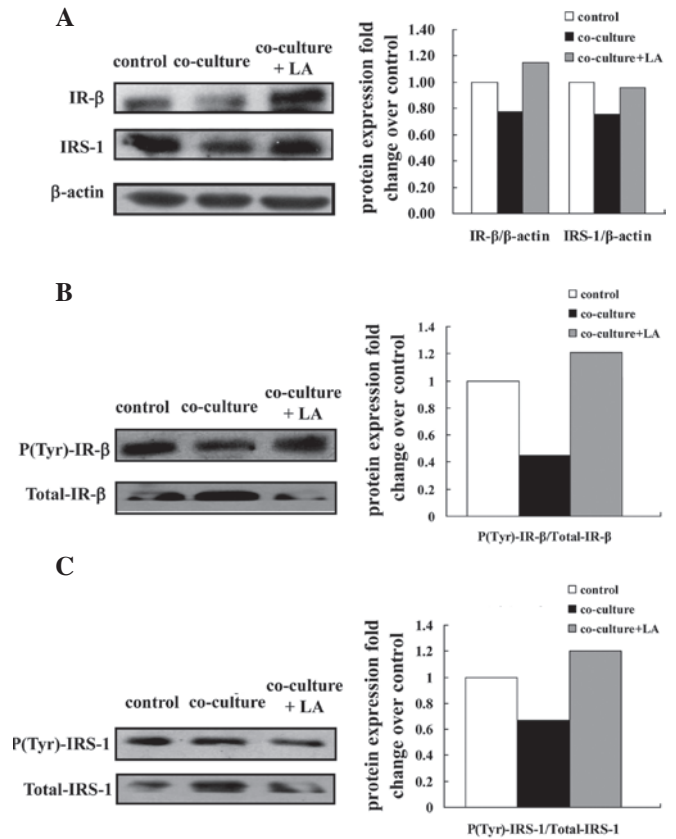 A
control co-culture co-culture + LA
IR-β
IRS-1
β-actin
protein expression fold change over control
1.40
1.20
1.00
0.80
0.60
0.40
0.20
0.00
control
co-culture
co-culture+LA
IR-β/β-actin IRS-1/β-actin
B
control co-culture co-culture + LA
P(Tyr)-IR-β
Total-IR-β
protein expression fold change over control
1.4
1.2
1
0.8
0.6
0.4
0.2
0
control
co-culture
co-culture+LA
P(Tyr)-IR-β/Total-IR-β
C
control co-culture co-culture + LA
P(Tyr)-IRS-1
Total-IRS-1
protein expression fold change over control
1.4
1.2
1
0.8
0.6
0.4
0.2
0
control
co-culture
co-culture+LA
P(Tyr)-IRS-1/Total-IRS-1